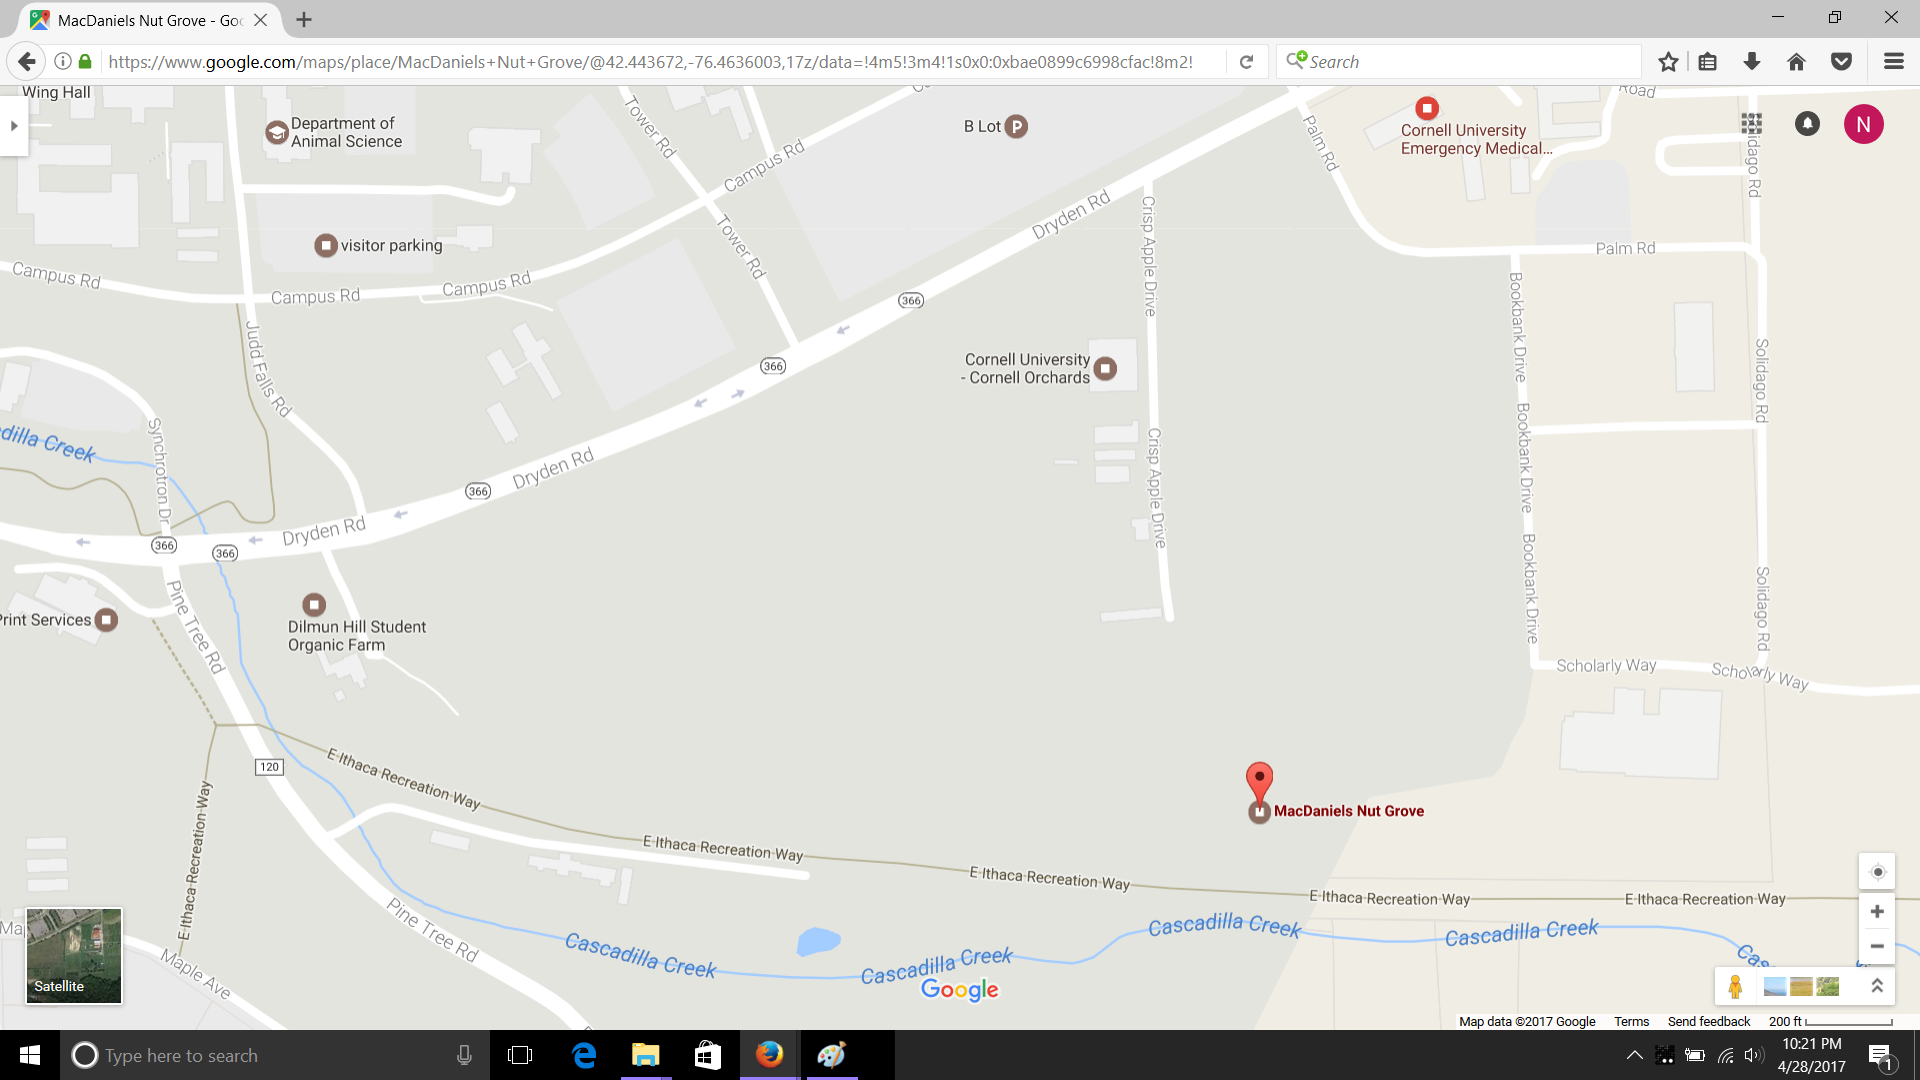 MacDaniels Nut Grove - Goo
https://www.google.com/maps/place/MacDaniels+Nut+Grove/@42.443672,-76.4636003,17z/data=!4m5!3m4!1s0x0:0xbae0899c6998cfac!8m2!
Search
Wing Hall
Department of
Animal Science
Tower Rd
Campus Rd
B Lot P
Palm Rd
Cornell University
Emergency Medical...
Road
Solidago Rd
N
visitor parking
Campus Rd
Campus Rd
Campus Rd
Tower Rd
Dryden Rd
366
Crisp Apple Drive
Palm Rd
Bookbank Drive
Judd Falls Rd
366
Cornell University
- Cornell Orchards
Solidago Rd
dilla Creek
Synchrotron Dr
366
Dryden Rd
Crisp Apple Drive
Bookbank Drive
Dryden Rd
366
366
Bookbank Drive
Solidago Rd
Print Services
Pine Tree Rd
Dilmun Hill Student
Organic Farm
Scholarly Way
Scholarly Way
120
E Ithaca Recreation Way
E Ithaca Recreation Way
MacDaniels Nut Grove
E Ithaca Recreation Way
E Ithaca Recreation Way
E Ithaca Recreation Way
E Ithaca Recreation Way
Pine Tree Rd
Maple Ave
Cascadilla Creek
Cascadilla Creek
Cascadilla Creek
Cascadilla Creek
Cas
Ma
Satellite
Google
Map data ©2017 Google Terms Send feedback 200 ft
Type here to search
10:21 PM
4/28/2017
1